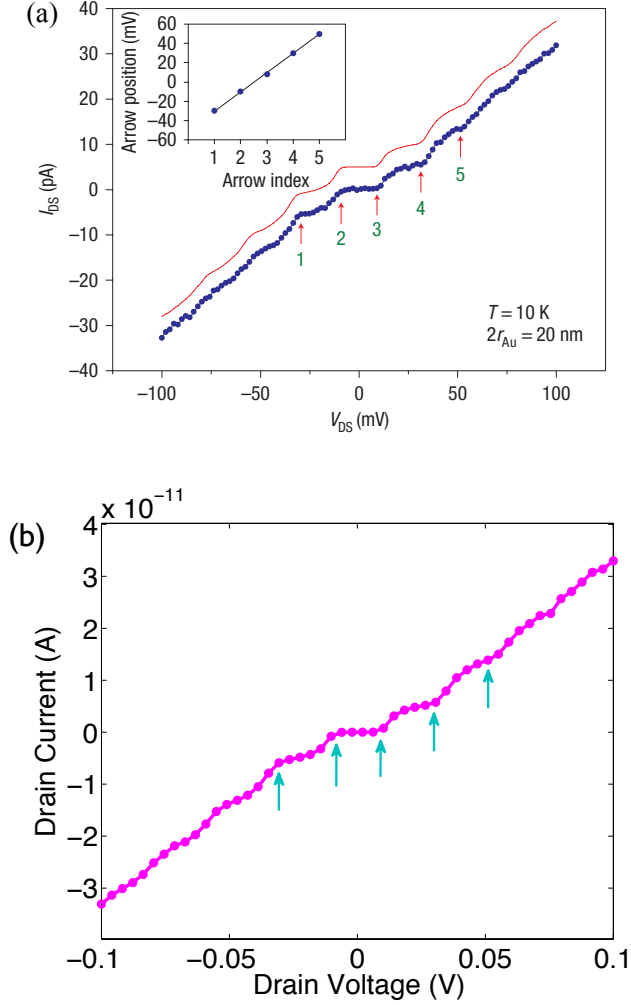 (a)
40
30
20
10
0
−10
−20
−30
−40
I_DS (pA)
60
40
20
0
−20
−40
−60
Arrow position (mV)
1 2 3 4 5
Arrow index
1 2 3 4 5
T = 10 K
2r_Au = 20 nm
−100 −50 0 50 100
V_DS (mV)
(b)
x 10⁻¹¹
4
3
2
1
0
−1
−2
−3
Drain Current (A)
−0.1 −0.05 0 0.05 0.1
Drain Voltage (V)